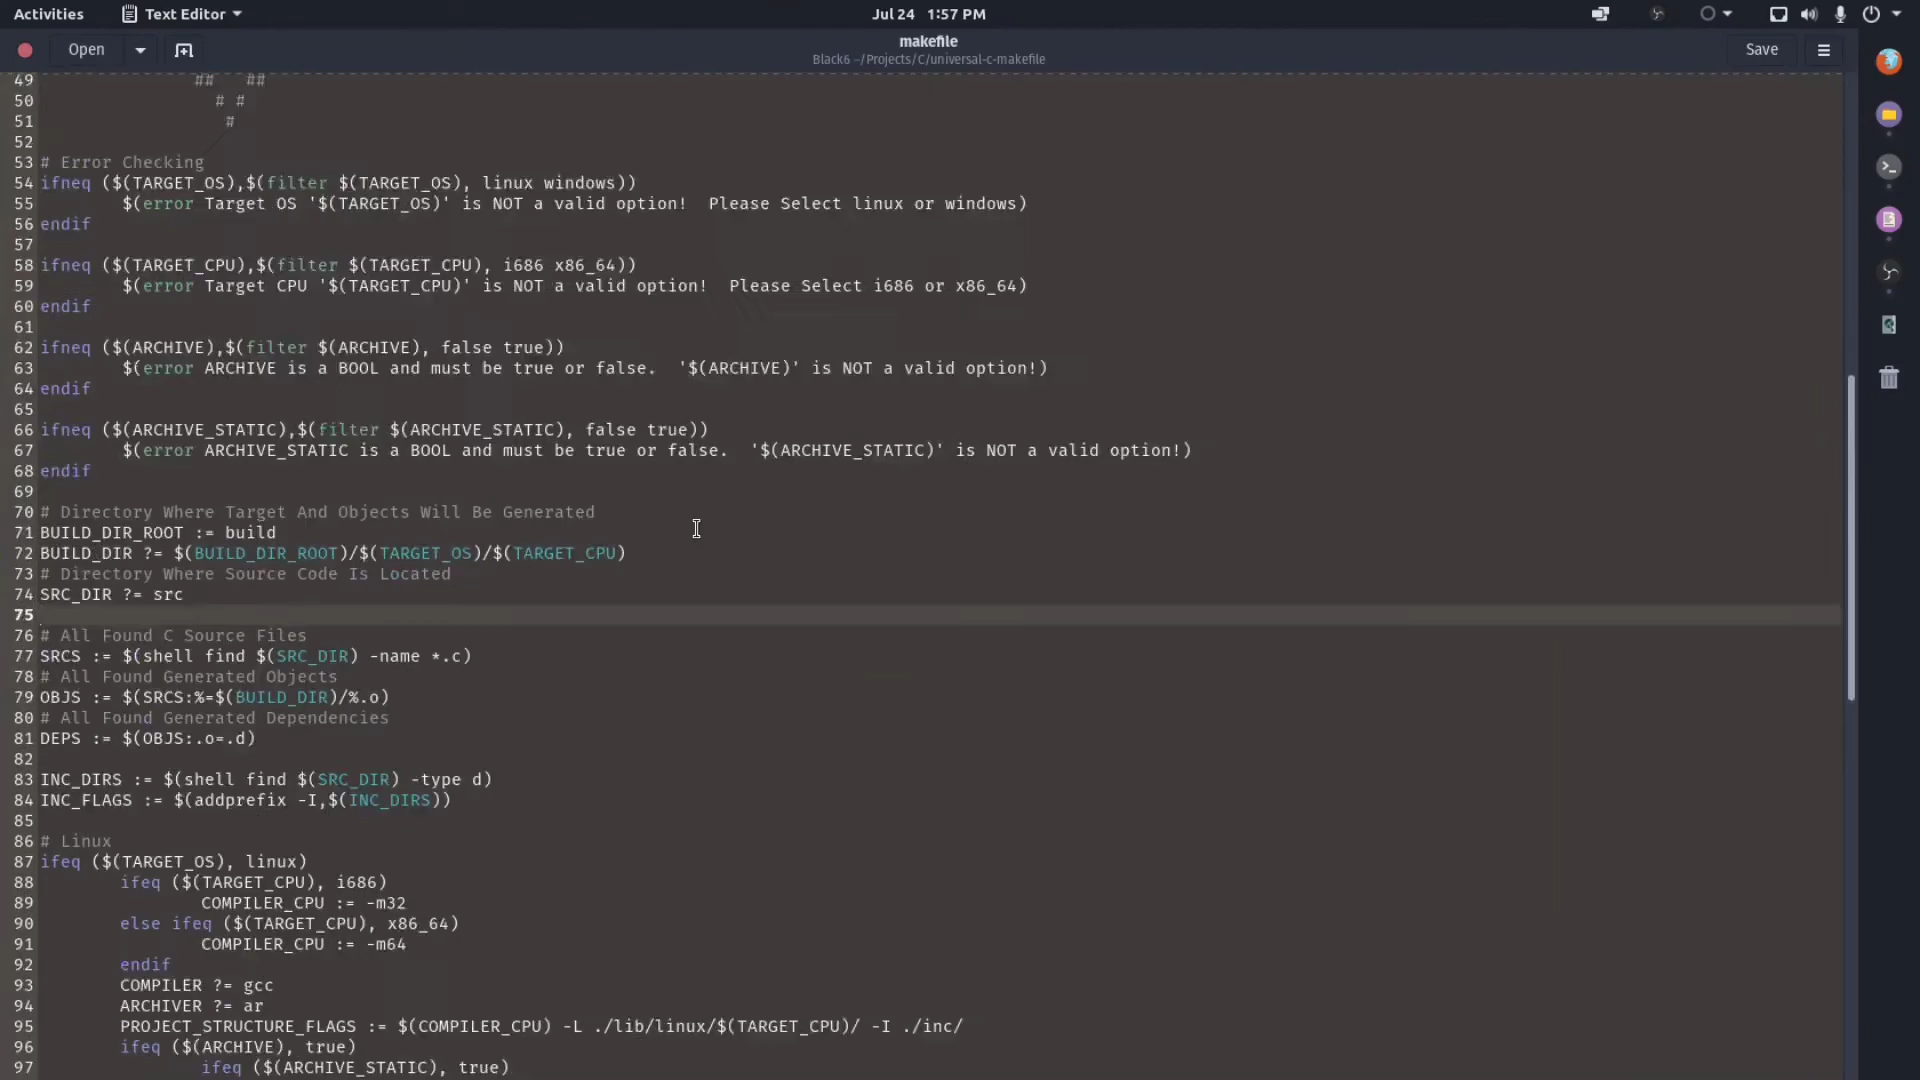 Activities Text Editor Jul 24 1:57 PM
Open makefile Save
Black6 ~/Projects/C/universal-c-makefile
49 ## ##
50 # #
51 #
52
53 # Error Checking
54 ifneq ($(TARGET_OS),$(filter $(TARGET_OS), linux windows))
55 $(error Target OS '$(TARGET_OS)' is NOT a valid option!  Please Select linux or windows)
56 endif
57
58 ifneq ($(TARGET_CPU),$(filter $(TARGET_CPU), i686 x86_64))
59 $(error Target CPU '$(TARGET_CPU)' is NOT a valid option!  Please Select i686 or x86_64)
60 endif
61
62 ifneq ($(ARCHIVE),$(filter $(ARCHIVE), false true))
63 $(error ARCHIVE is a BOOL and must be true or false.  '$(ARCHIVE)' is NOT a valid option!)
64 endif
65
66 ifneq ($(ARCHIVE_STATIC),$(filter $(ARCHIVE_STATIC), false true))
67 $(error ARCHIVE_STATIC is a BOOL and must be true or false.  '$(ARCHIVE_STATIC)' is NOT a valid option!)
68 endif
69
70 # Directory Where Target And Objects Will Be Generated
71 BUILD_DIR_ROOT := build
72 BUILD_DIR ?= $(BUILD_DIR_ROOT)/$(TARGET_OS)/$(TARGET_CPU)
73 # Directory Where Source Code Is Located
74 SRC_DIR ?= src
75
76 # All Found C Source Files
77 SRCS := $(shell find $(SRC_DIR) -name *.c)
78 # All Found Generated Objects
79 OBJS := $(SRCS:%=$(BUILD_DIR)/%.o)
80 # All Found Generated Dependencies
81 DEPS := $(OBJS:.o=.d)
82
83 INC_DIRS := $(shell find $(SRC_DIR) -type d)
84 INC_FLAGS := $(addprefix -I,$(INC_DIRS))
85
86 # Linux
87 ifeq ($(TARGET_OS), linux)
88 ifeq ($(TARGET_CPU), i686)
89 COMPILER_CPU := -m32
90 else ifeq ($(TARGET_CPU), x86_64)
91 COMPILER_CPU := -m64
92 endif
93 COMPILER ?= gcc
94 ARCHIVER ?= ar
95 PROJECT_STRUCTURE_FLAGS := $(COMPILER_CPU) -L ./lib/linux/$(TARGET_CPU)/ -I ./inc/
96 ifeq ($(ARCHIVE), true)
97 ifeq ($(ARCHIVE_STATIC), true)